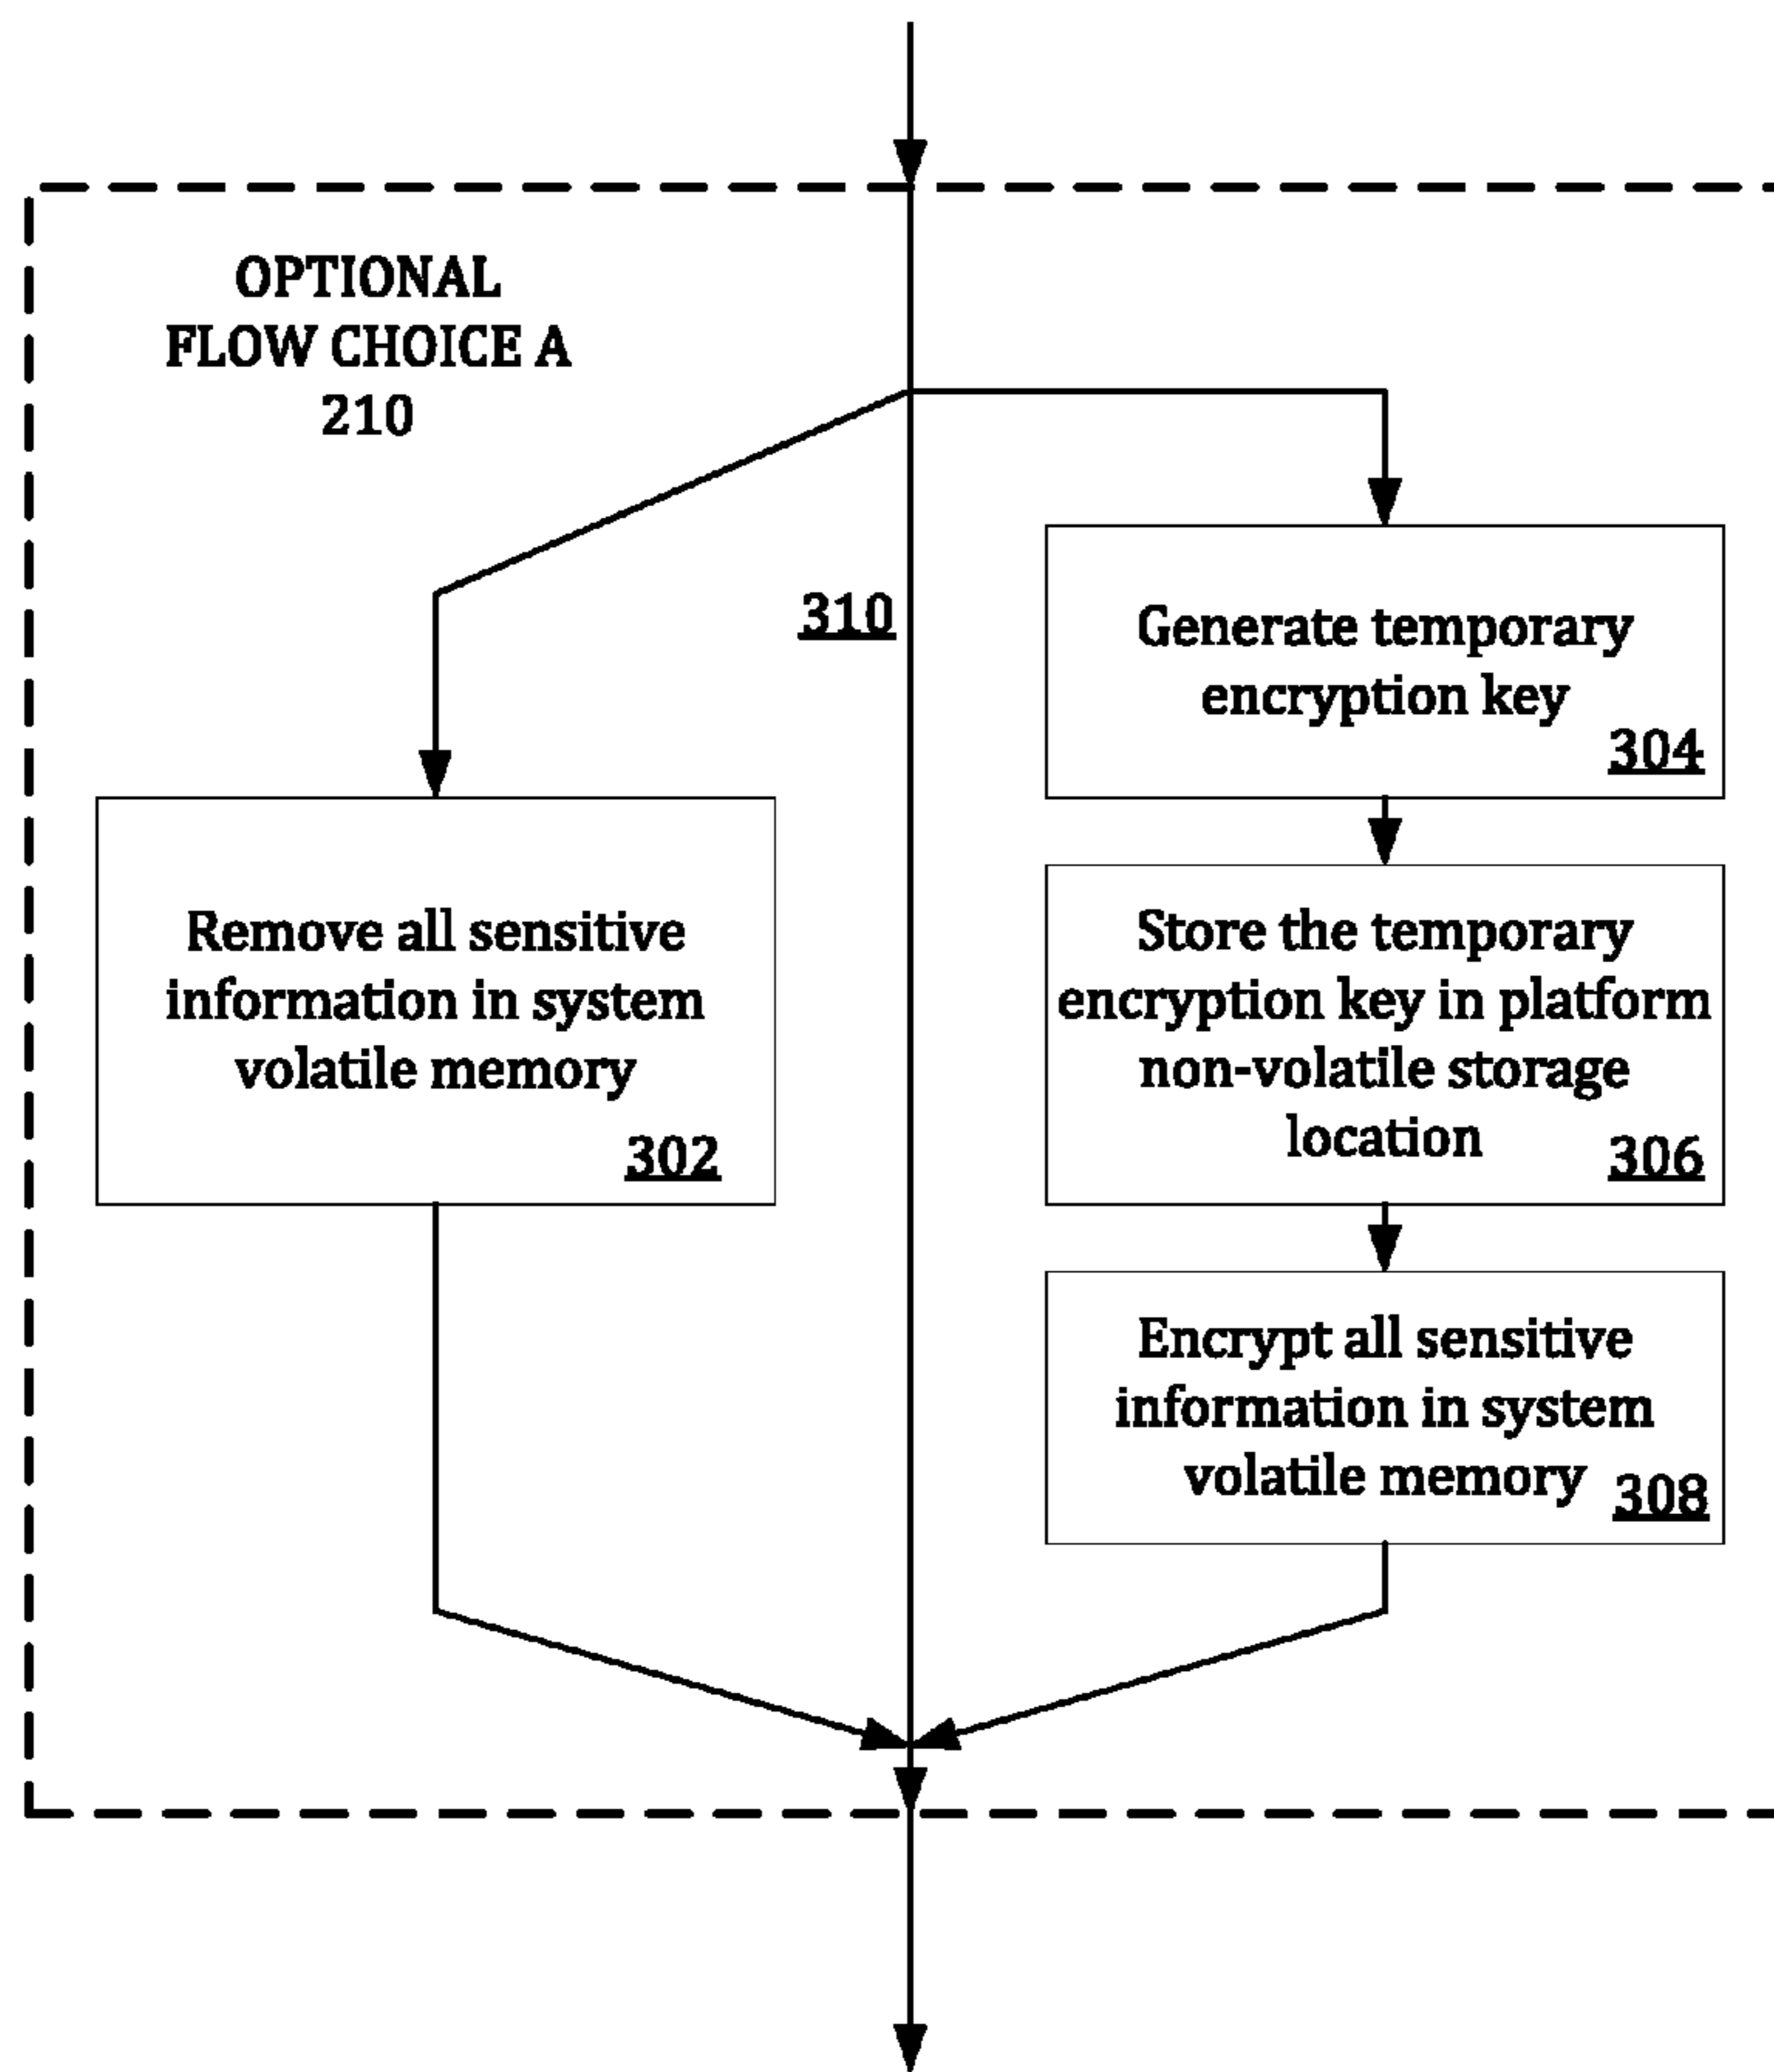 OPTIONAL
FLOW CHOICE A
210
310
Generate temporary
encryption key
304
Remove all sensitive
information in system
volatile memory
302
Store the temporary
encryption key in platform
non-volatile storage
location
306
Encrypt all sensitive
information in system
volatile memory
308